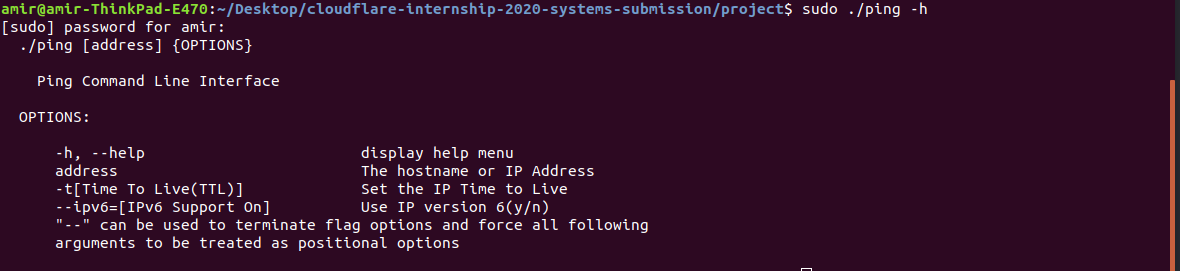 amir@amir-ThinkPad-E470:~/Desktop/cloudflare-internship-2020-systems-submission/project$ sudo ./ping -h
[sudo] password for amir:
./ping [address] {OPTIONS}
Ping Command Line Interface
OPTIONS:
-h, --help display help menu
address The hostname or IP Address
-t[Time To Live(TTL)] Set the IP Time to Live
--ipv6=[IPv6 Support On] Use IP version 6(y/n)
"--" can be used to terminate flag options and force all following
arguments to be treated as positional options